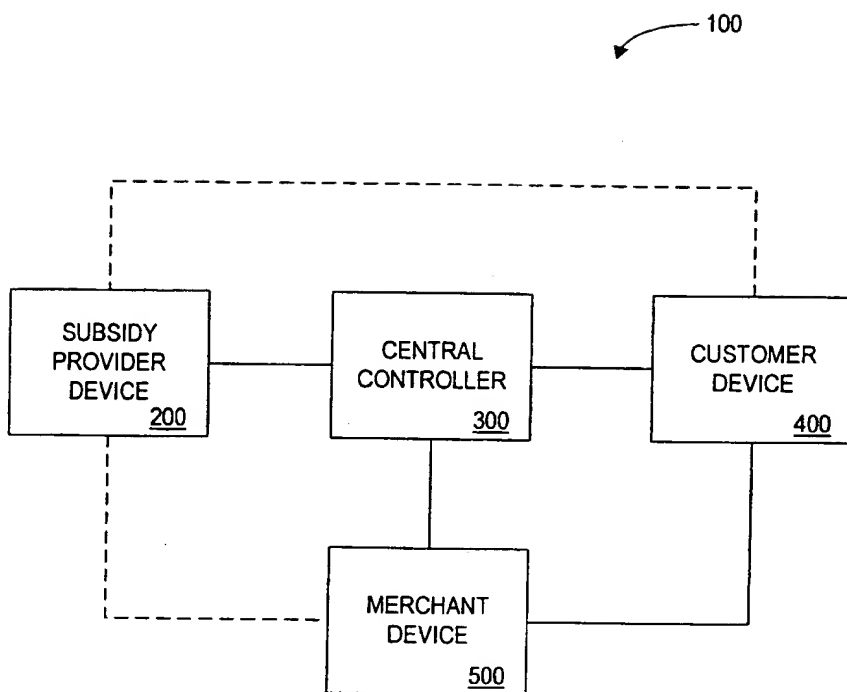 100
SUBSIDY
PROVIDER
DEVICE
200
CENTRAL
CONTROLLER
300
CUSTOMER
DEVICE
400
MERCHANT
DEVICE
500